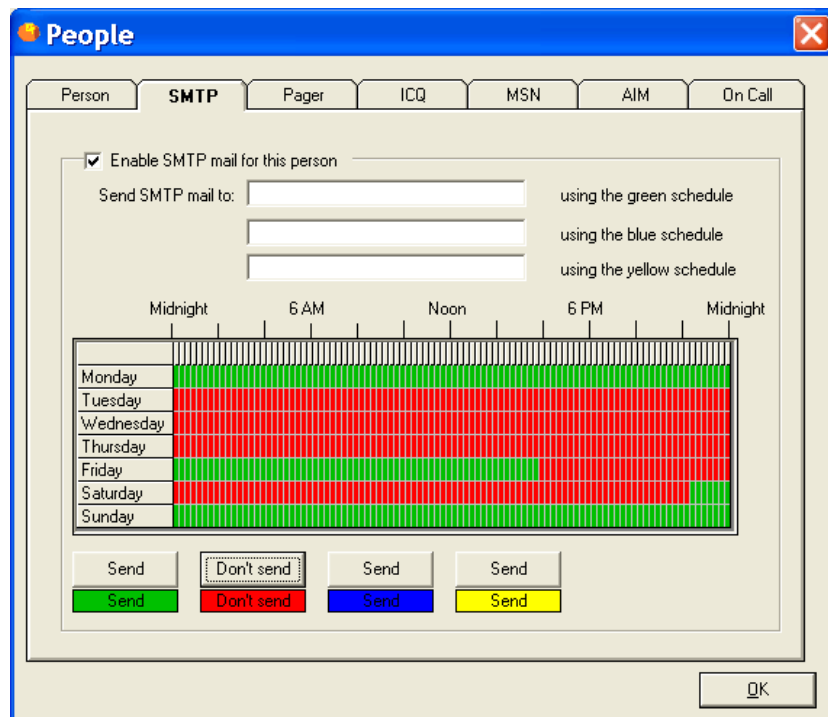 People
Person SMTP Pager ICQ MSN AIM On Call
Enable SMTP mail for this person
Send SMTP mail to: using the green schedule
using the blue schedule
using the yellow schedule
Midnight 6 AM Noon 6 PM Midnight
Monday
Tuesday
Wednesday
Thursday
Friday
Saturday
Sunday
Send Don't send Send Send
Send Don't send Send Send
OK